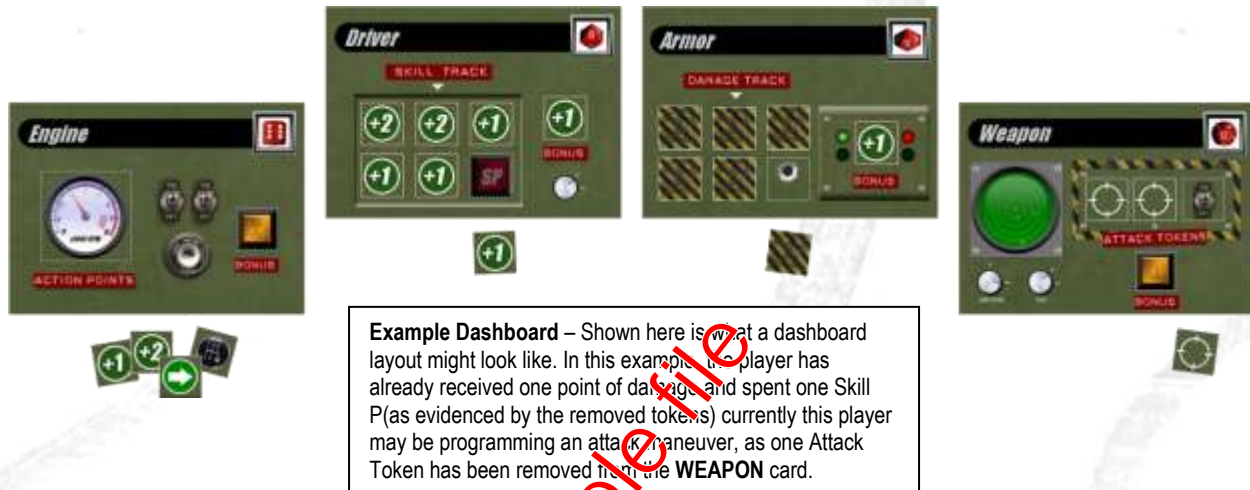 Driver
SKILL TRACK
+2 +2 +1
+1 +1 SP
+1
BONUS
+1
Armor
DAMAGE TRACK
+1
BONUS
Engine
ACTION POINTS
BONUS
+1 +2
Weapon
ATTACK TOKENS
BONUS
Example Dashboard – Shown here is what a dashboard
layout might look like. In this example, the player has
already received one point of damage and spent one Skill
P(as evidenced by the removed tokens) currently this player
may be programming an attack maneuver, as one Attack
Token has been removed from the WEAPON card.
ple file